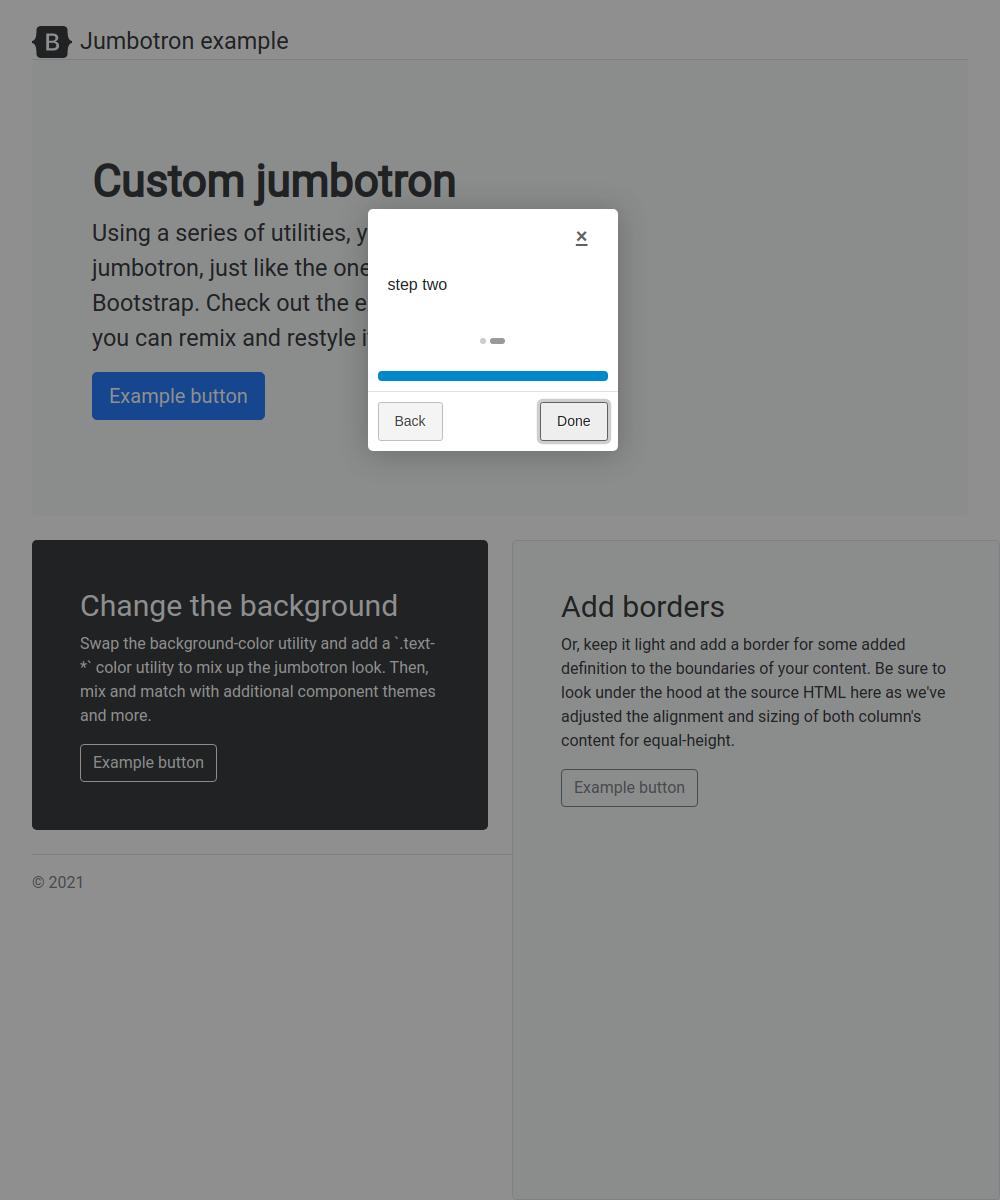 B Jumbotron example
Custom jumbotron
Using a series of utilities, y
jumbotron, just like the one
Bootstrap. Check out the e
you can remix and restyle i
Example button
×
step two
Back
Done
Change the background
Swap the background-color utility and add a `.text-
*` color utility to mix up the jumbotron look. Then,
mix and match with additional component themes
and more.
Example button
Add borders
Or, keep it light and add a border for some added
definition to the boundaries of your content. Be sure to
look under the hood at the source HTML here as we've
adjusted the alignment and sizing of both column's
content for equal-height.
Example button
© 2021